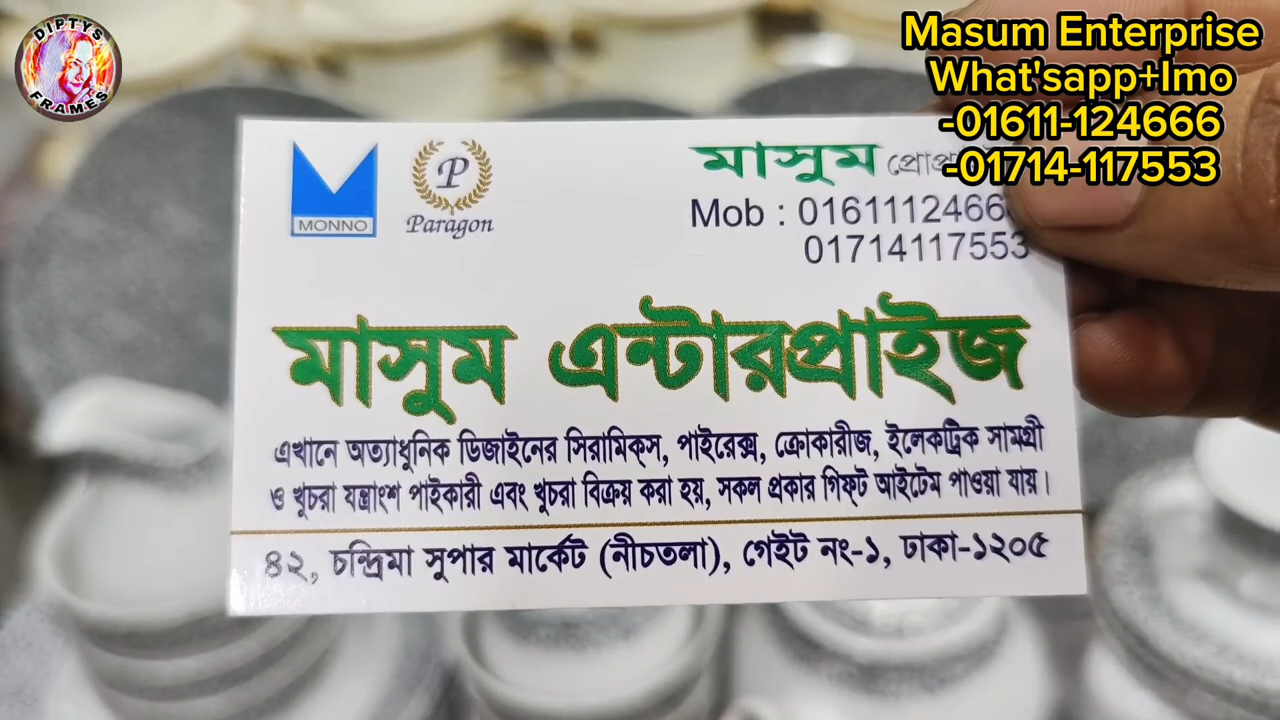 DIPTYS
FRAMES
Masum Enterprise
What'sapp+Imo
-01611-124666
-01714-117553
MONNO
P
Paragon
মাসুম
Mob : 0161112466
01714117553
মাসুম এন্টারপ্রাইজ
এখানে অত্যাধুনিক ডিজাইনের সিরামিক্স, পাইরেক্স, ক্রোকারীজ, ইলেকট্রিক সামগ্রী
ও খুচরা যন্ত্রাংশ পাইকারী এবং খুচরা বিক্রয় করা হয়, সকল প্রকার গিফ্ট আইটেম পাওয়া যায়।
৪২, চন্দ্রিমা সুপার মার্কেট (নীচতলা), গেইট নং-১, ঢাকা-১২০৫